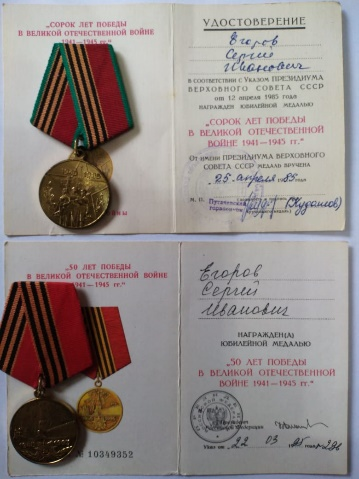 "СОРОК ЛЕТ ПОБЕДЫ
В ВЕЛИКОЙ ОТЕЧЕСТВЕННОЙ ВОЙНЕ
1941—1945 гг."
УДОСТОВЕРЕНИЕ
Егоров
Сергей
Иванович
В СООТВЕТСТВИИ С УКАЗОМ ПРЕЗИДИУМА
ВЕРХОВНОГО СОВЕТА СССР
от 12 апреля 1985 года
НАГРАЖДЕН ЮБИЛЕЙНОЙ МЕДАЛЬЮ
"СОРОК ЛЕТ ПОБЕДЫ
В ВЕЛИКОЙ ОТЕЧЕСТВЕННОЙ
ВОЙНЕ 1941—1945 гг."
ОТ ИМЕНИ ПРЕЗИДИУМА ВЕРХОВНОГО
СОВЕТА СССР МЕДАЛЬ ВРУЧЕНА
"25 апреля
М. П.
"50 ЛЕТ ПОБЕДЫ
В ВЕЛИКОЙ ОТЕЧЕСТВЕННОЙ ВОЙНЕ
1941—1945 гг."
№ 10349352
Егоров
Сергей
Иванович
НАГРАЖДЕН(А)
ЮБИЛЕЙНОЙ МЕДАЛЬЮ
"50 ЛЕТ ПОБЕДЫ
В ВЕЛИКОЙ ОТЕЧЕСТВЕННОЙ
ВОЙНЕ 1941—1945 гг."
22 03